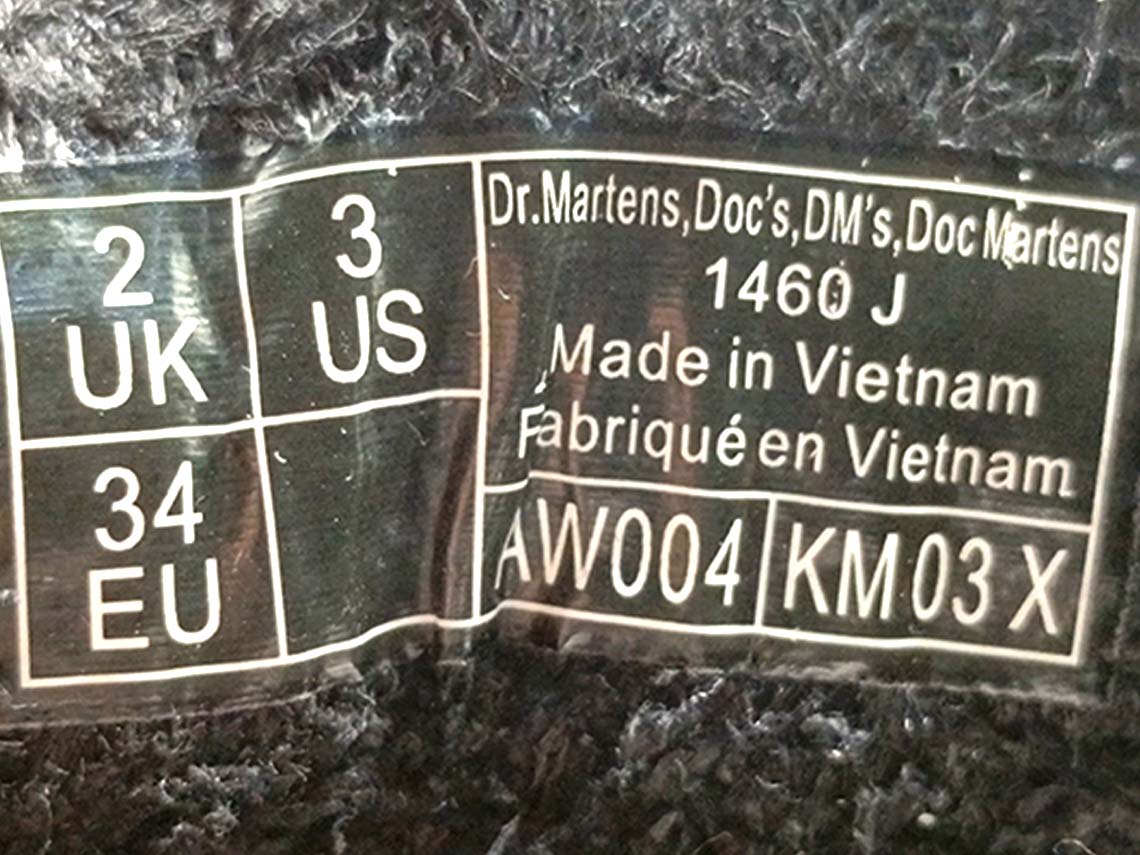 2
UK
3
US
34
EU
Dr.Martens,Doc's,DM's,Doc Martens
1460 J
Made in Vietnam
Fabriqué en Vietnam
AW004
KM03 X